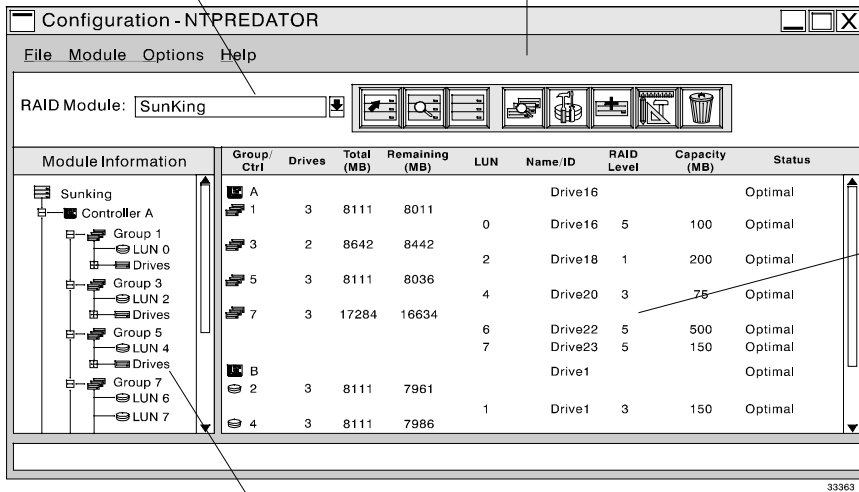 Configuration - NTPREDATOR
File Module Options Help
RAID Module: SunKing
Module Information
Sunking
Controller A
Group 1
LUN 0
Drives
Group 3
LUN 2
Drives
Group 5
LUN 4
Drives
Group 7
LUN 6
LUN 7
Group/ Ctrl Drives Total (MB) Remaining (MB) LUN Name/ID RAID Level Capacity (MB) Status
A Drive16 Optimal
1 3 8111 8011
0 Drive16 5 100 Optimal
3 2 8642 8442
2 Drive18 1 200 Optimal
5 3 8111 8036
4 Drive20 3 75 Optimal
7 3 17284 16634
6 Drive22 5 500 Optimal
7 Drive23 5 150 Optimal
B Drive1 Optimal
2 3 8111 7961
1 Drive1 3 150 Optimal
4 3 8111 7986
33363